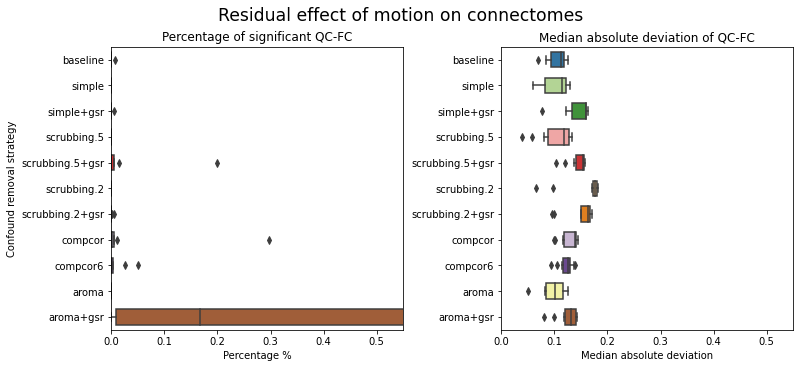 Residual effect of motion on connectomes
Percentage of significant QC-FC
Confound removal strategy
baseline
simple
simple+gsr
scrubbing.5
scrubbing.5+gsr
scrubbing.2
scrubbing.2+gsr
compcor
compcor6
aroma
aroma+gsr
0.0 0.1 0.2 0.3 0.4 0.5
Percentage %
Median absolute deviation of QC-FC
baseline
simple
simple+gsr
scrubbing.5
scrubbing.5+gsr
scrubbing.2
scrubbing.2+gsr
compcor
compcor6
aroma
aroma+gsr
0.0 0.1 0.2 0.3 0.4 0.5
Median absolute deviation